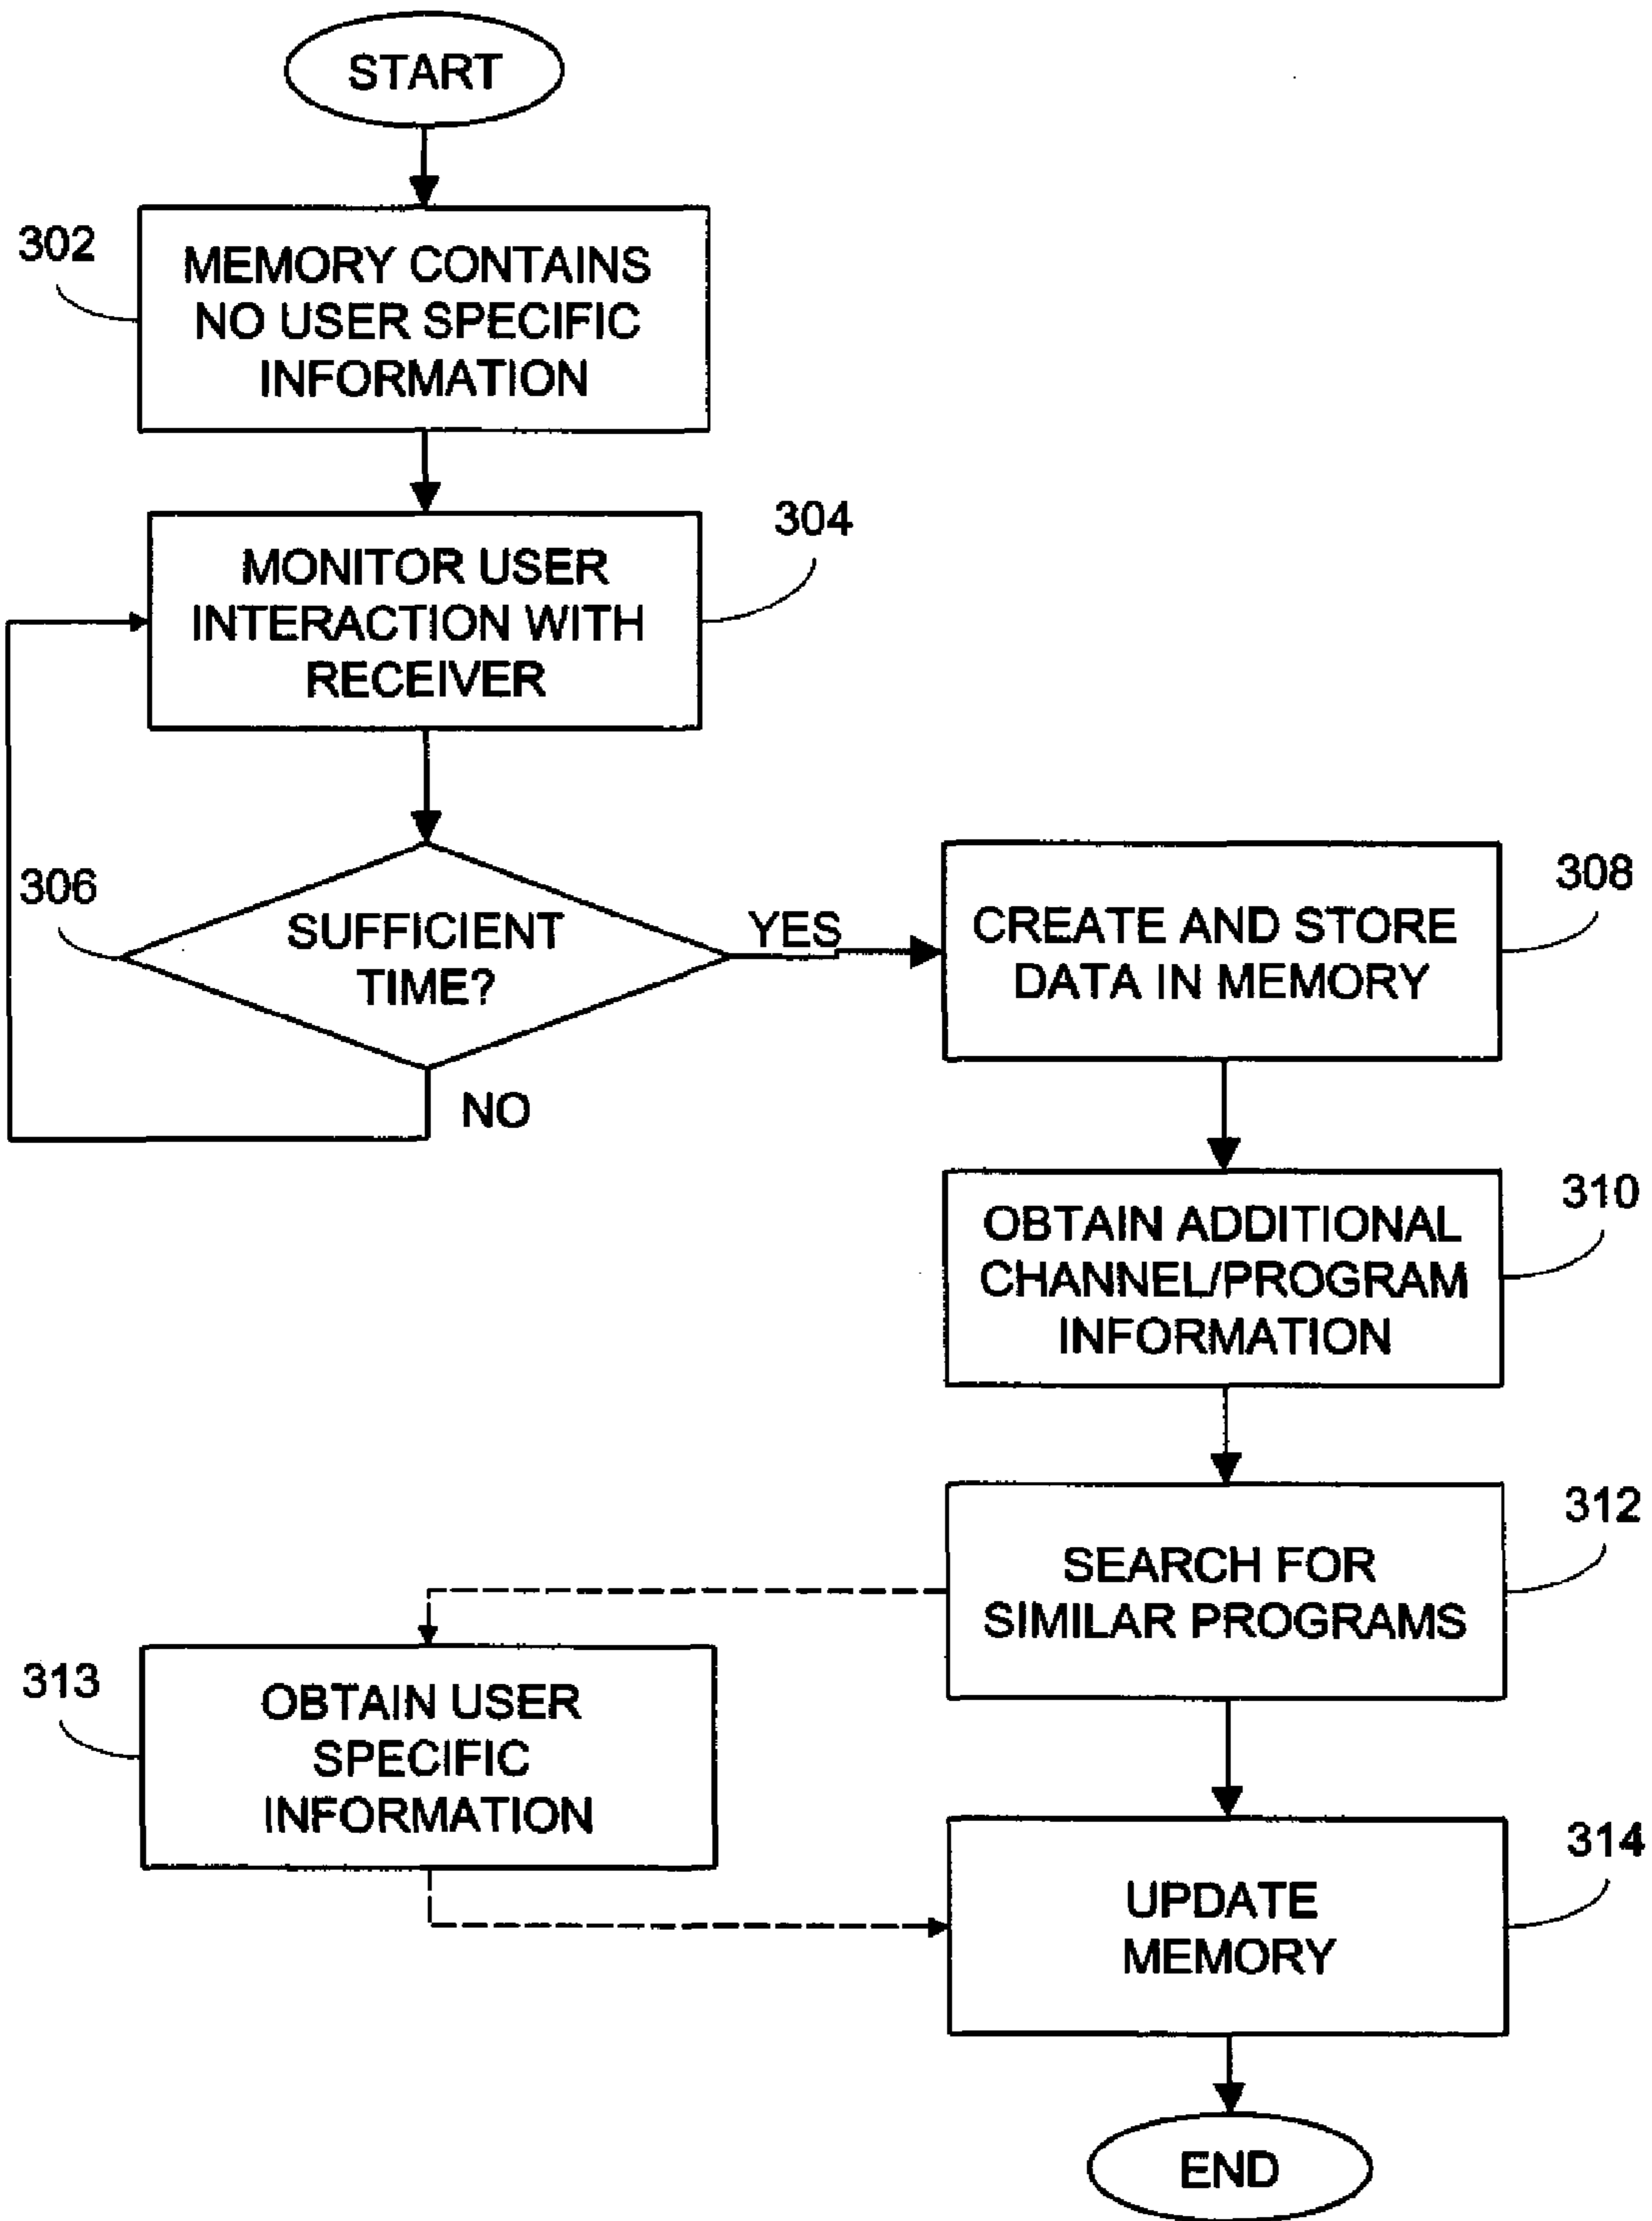 START
302
MEMORY CONTAINS
NO USER SPECIFIC
INFORMATION
304
MONITOR USER
INTERACTION WITH
RECEIVER
306
SUFFICIENT
TIME?
YES
NO
308
CREATE AND STORE
DATA IN MEMORY
310
OBTAIN ADDITIONAL
CHANNEL/PROGRAM
INFORMATION
312
SEARCH FOR
SIMILAR PROGRAMS
313
OBTAIN USER
SPECIFIC
INFORMATION
314
UPDATE
MEMORY
END